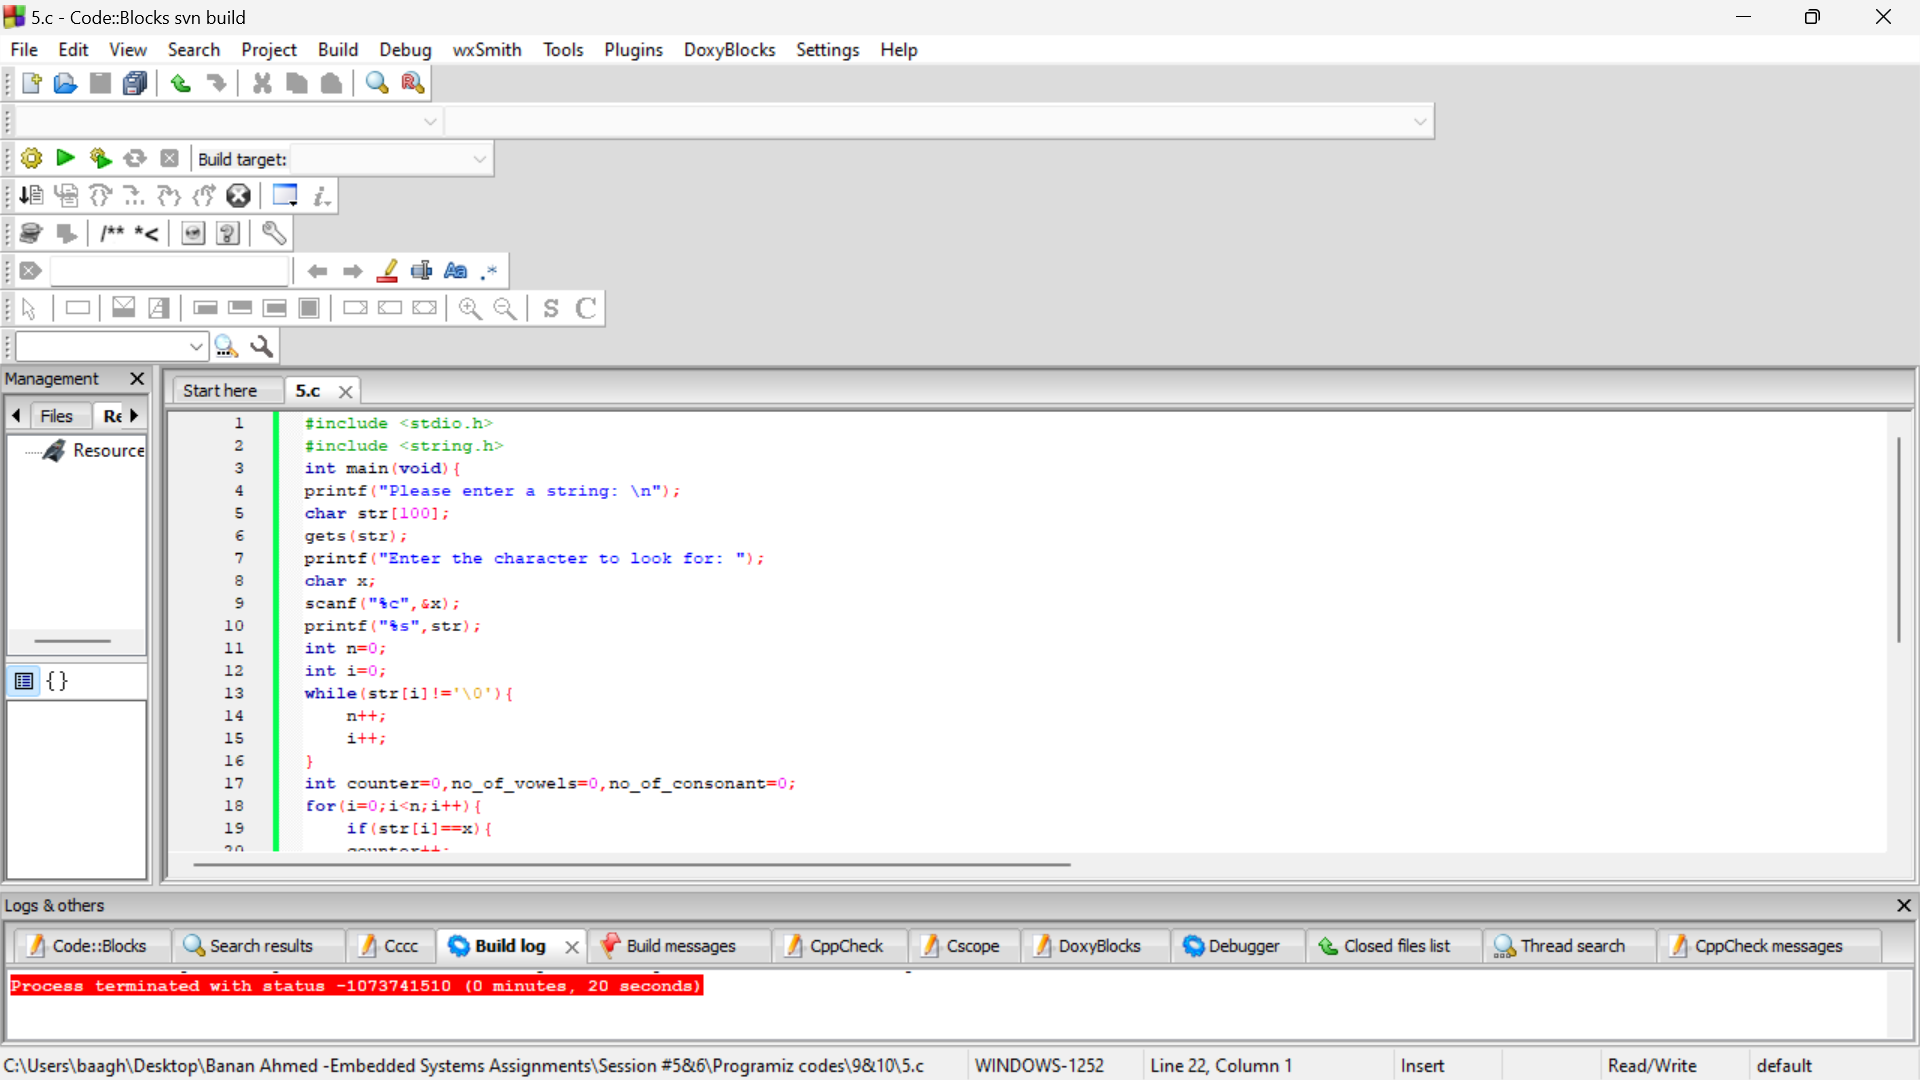 5.c - Code::Blocks svn build
File Edit View Search Project Build Debug wxSmith Tools Plugins DoxyBlocks Settings Help
Build target:
/** *<
Aa .*
S C
Management
Start here 5.c
Files
Resource
1 #include <stdio.h>
2 #include <string.h>
3 int main(void){
4 printf("Please enter a string: \n");
5 char str[100];
6 gets(str);
7 printf("Enter the character to look for: ");
8 char x;
9 scanf("%c",&x);
10 printf("%s",str);
11 int n=0;
12 int i=0;
13 while(str[i]!='\0'){
14 n++;
15 i++;
16 }
17 int counter=0,no_of_vowels=0,no_of_consonant=0;
18 for(i=0;i<n;i++){
19 if(str[i]==x){
20 counter++;
{}
Logs & others
Code::Blocks Search results Cccc Build log Build messages CppCheck Cscope DoxyBlocks Debugger Closed files list Thread search CppCheck messages
Process terminated with status -1073741510 (0 minutes, 20 seconds)
C:\Users\baagh\Desktop\Banan Ahmed -Embedded Systems Assignments\Session #5&6\Programiz codes\9&10\5.c WINDOWS-1252 Line 22, Column 1 Insert Read/Write default